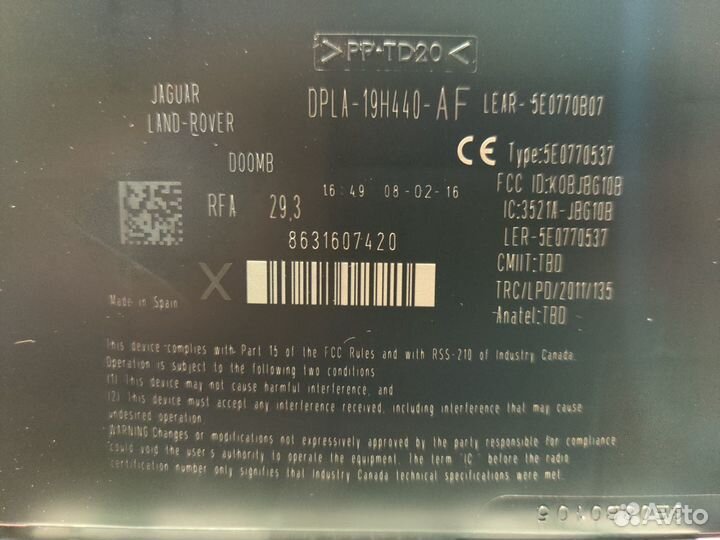 >PP-TD20<
JAGUAR
LAND-ROVER
DPLA-19H440-AF
LEAR-5E0770B07
D00MB
CE Type:5E0770537
16:49 08-02-16
FCC ID:KOBJBG10B
RFA 29,3
IC:3521A-JBG10B
8631607420
LER-5E0770537
CMIIT:TBD
X
TRC/LPD/2011/135
Made in Spain
Anatel:TBD
This device complies with Part 15 of the FCC Rules and with RSS-210 of Industry Canada.
Operation is subject to the following two conditions:
(1) This device may not cause harmful interference, and
(2) This device must accept any interference received, including interference that may cause
undesired operation
WARNING Changes or modifications not expressively approved by the party responsible for compliance
could void the user's authority to operate the equipment. The term "IC" before the radio
certification number only signifies that Industry Canada technical specifications were met.
Avito